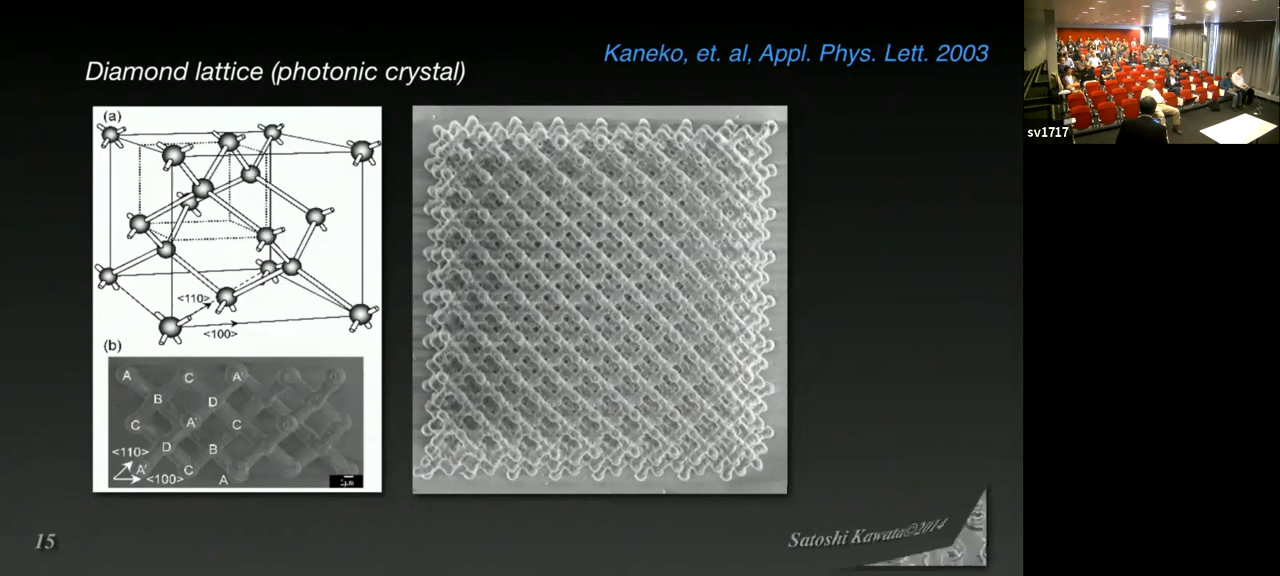 Diamond lattice (photonic crystal)
Kaneko, et. al, Appl. Phys. Lett. 2003
(a)
<110>
<100>
(b)
A C A'
B D
C A' C
D B
<110>
A' <100> C A
1μm
15
Satoshi Kawata©2014
sv1717